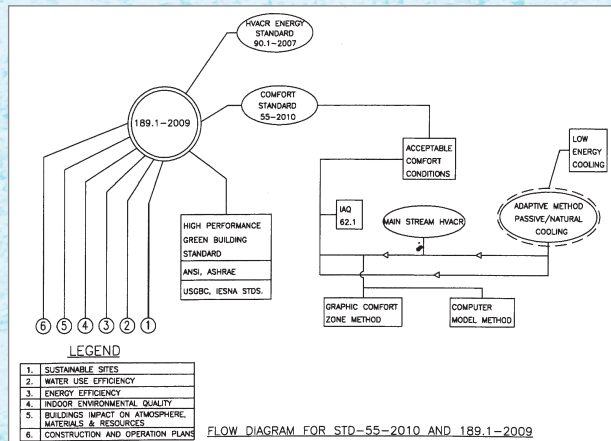 HVACR ENERGY
STANDARD
90.1-2007
COMFORT
STANDARD
55-2010
189.1-2009
ACCEPTABLE
COMFORT
CONDITIONS
LOW
ENERGY
COOLING
IAQ
62.1
MAIN STREAM HVACR
ADAPTIVE METHOD
PASSIVE/NATURAL
COOLING
HIGH PERFORMANCE
GREEN BUILDING
STANDARD
ANSI, ASHRAE
USGBC, IESNA STDS.
GRAPHIC COMFORT
ZONE METHOD
COMPUTER
MODEL METHOD
6 5 4 3 2 1
LEGEND
1. SUSTAINABLE SITES
2. WATER USE EFFICIENCY
3. ENERGY EFFICIENCY
4. INDOOR ENVIRONMENTAL QUALITY
5. BUILDINGS IMPACT ON ATMOSPHERE,
MATERIALS & RESOURCES
6. CONSTRUCTION AND OPERATION PLANS
FLOW DIAGRAM FOR STD-55-2010 AND 189.1-2009